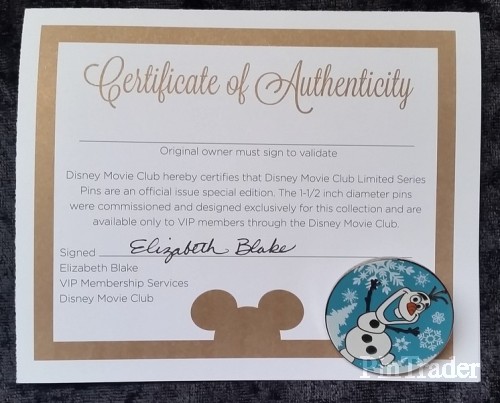 Certificate of Authenticity
Original owner must sign to validate
Disney Movie Club hereby certifies that Disney Movie Club Limited Series
Pins are an official issue special edition. The 1-1/2 inch diameter pins
were commissioned and designed exclusively for this collection and are
available only to VIP members through the Disney Movie Club.
Signed Elizabeth Blake
Elizabeth Blake
VIP Membership Services
Disney Movie Club
PinTrader